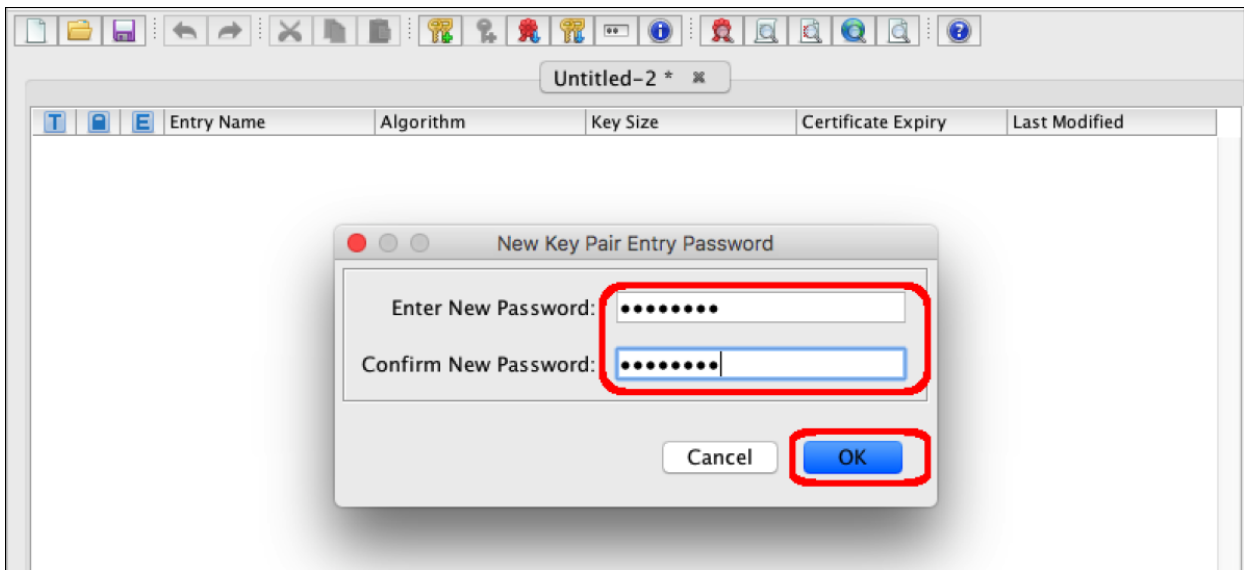 Untitled-2 *
T E Entry Name Algorithm Key Size Certificate Expiry Last Modified
New Key Pair Entry Password
Enter New Password: ••••••••
Confirm New Password: ••••••••
Cancel OK